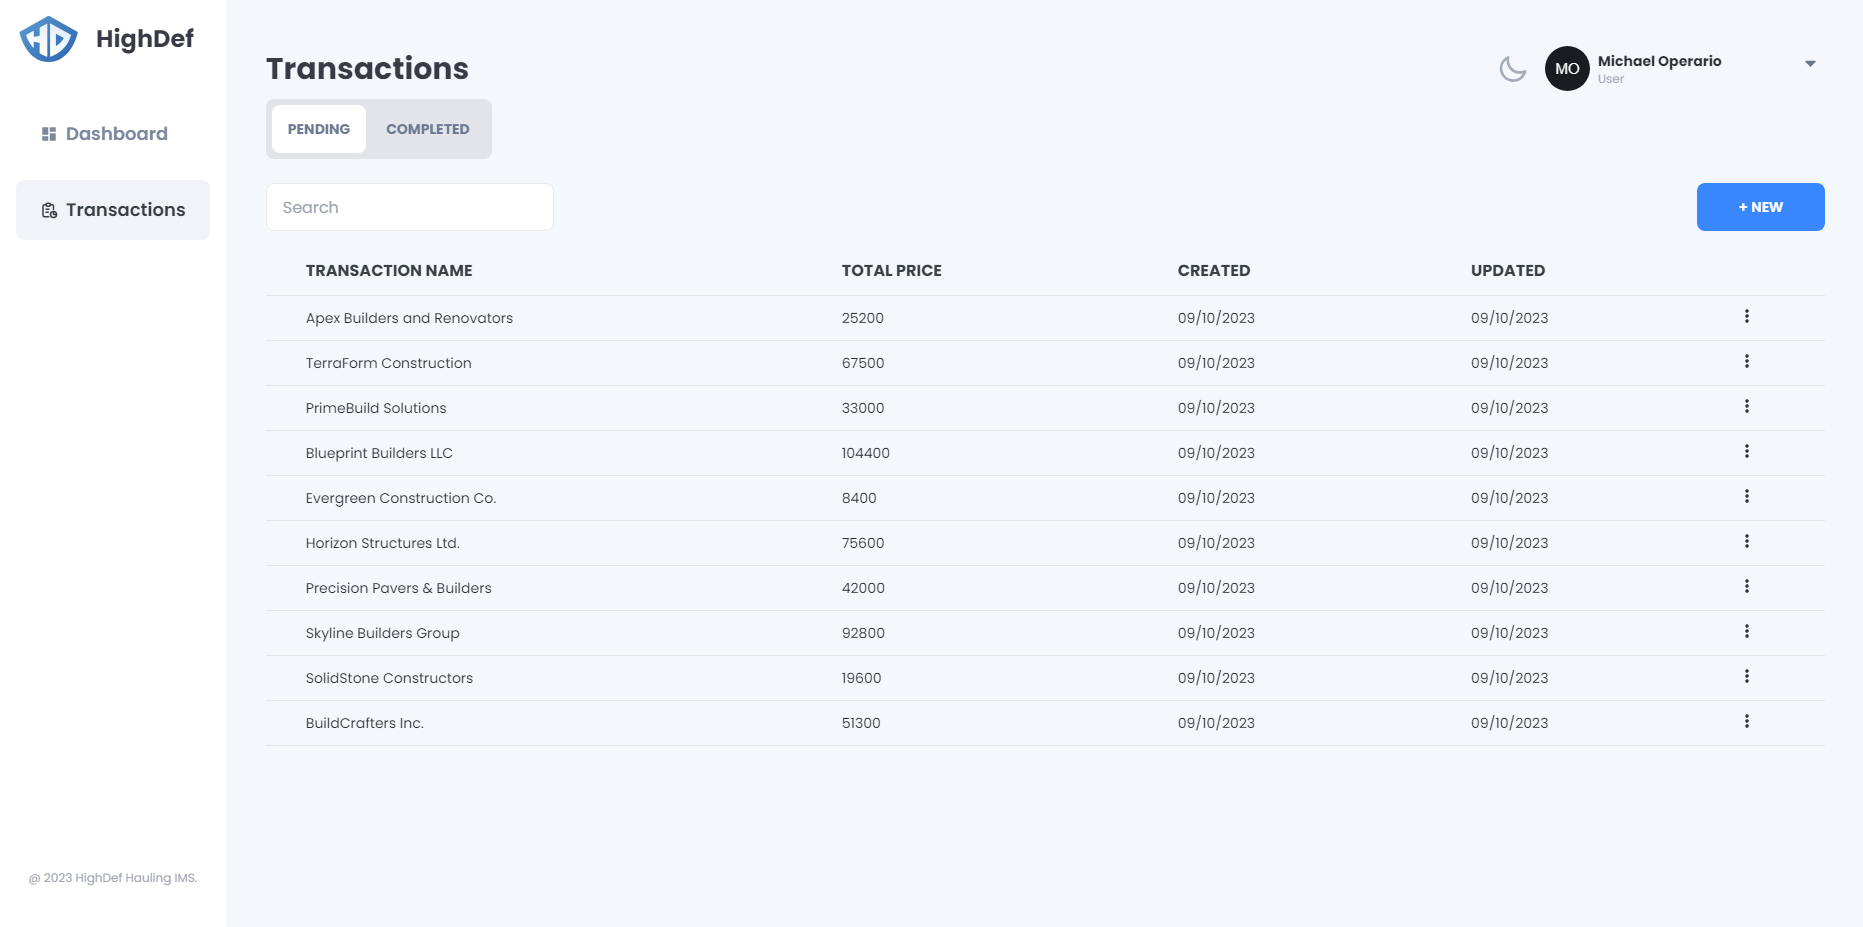 HD HighDef
Dashboard
Transactions
@ 2023 HighDef Hauling IMS.
Transactions
MO
Michael Operario
User
PENDING COMPLETED
Search
+ NEW
TRANSACTION NAME TOTAL PRICE CREATED UPDATED
Apex Builders and Renovators 25200 09/10/2023 09/10/2023
TerraForm Construction 67500 09/10/2023 09/10/2023
PrimeBuild Solutions 33000 09/10/2023 09/10/2023
Blueprint Builders LLC 104400 09/10/2023 09/10/2023
Evergreen Construction Co. 8400 09/10/2023 09/10/2023
Horizon Structures Ltd. 75600 09/10/2023 09/10/2023
Precision Pavers & Builders 42000 09/10/2023 09/10/2023
Skyline Builders Group 92800 09/10/2023 09/10/2023
SolidStone Constructors 19600 09/10/2023 09/10/2023
BuildCrafters Inc. 51300 09/10/2023 09/10/2023